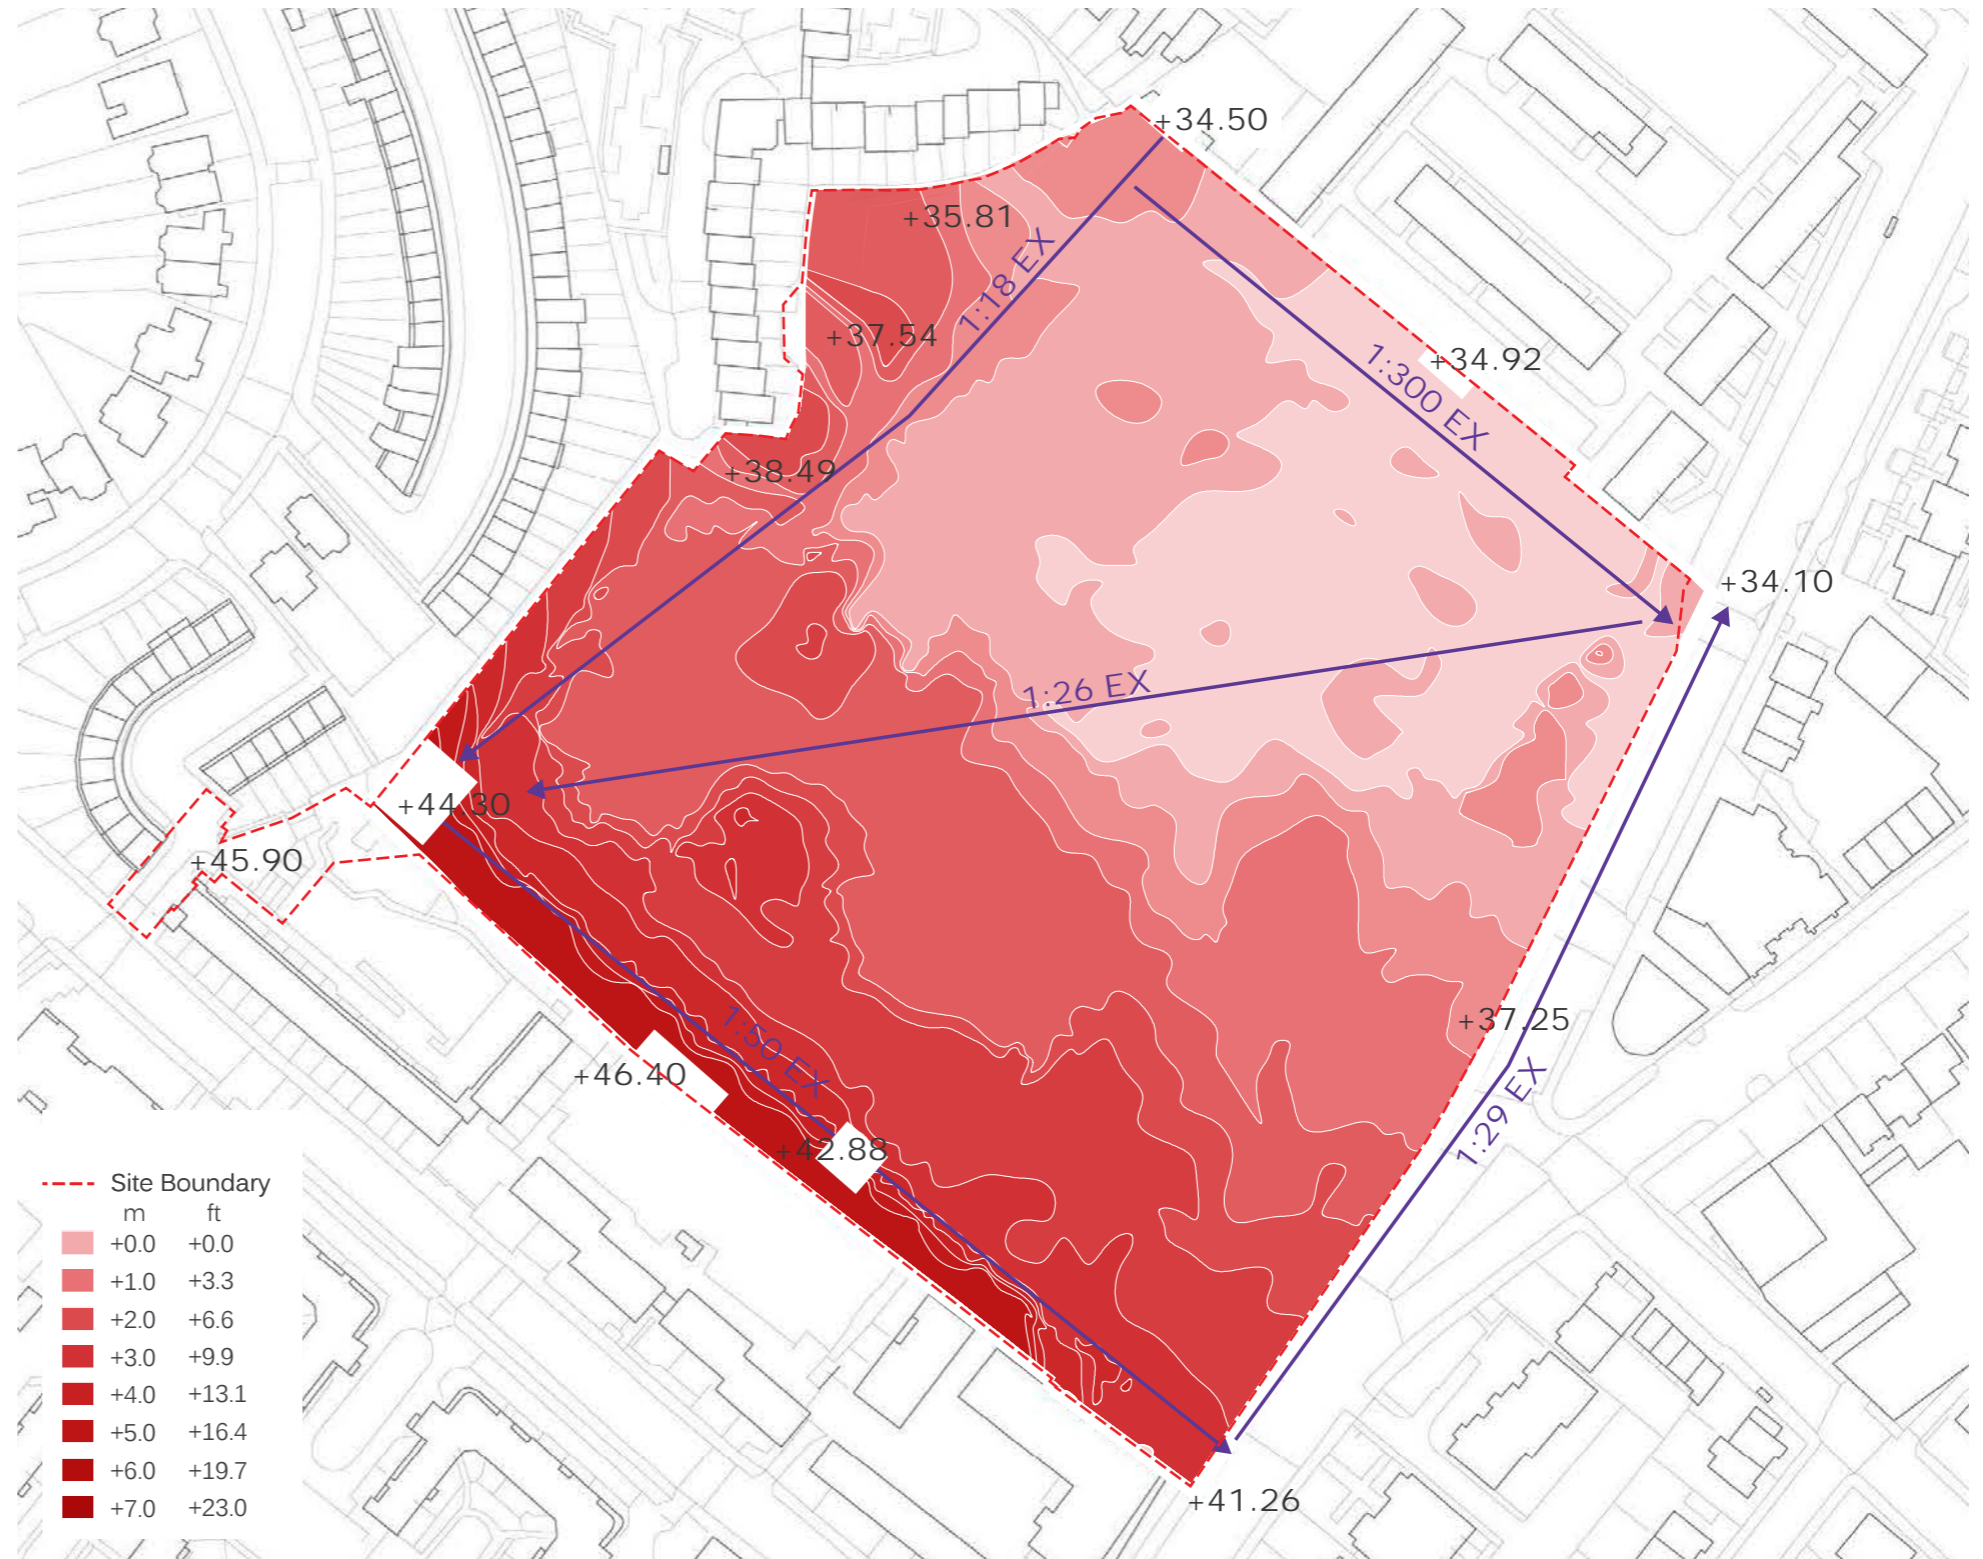 +34.50
+35.81
1:18 EX
+37.54
+34.92
1:300 EX
+38.49
+34.10
1:26 EX
+44.30
+45.90
+37.25
1:50 EX
+46.40
1:29 EX
+42.88
+41.26
Site Boundary
m ft
+0.0 +0.0
+1.0 +3.3
+2.0 +6.6
+3.0 +9.9
+4.0 +13.1
+5.0 +16.4
+6.0 +19.7
+7.0 +23.0